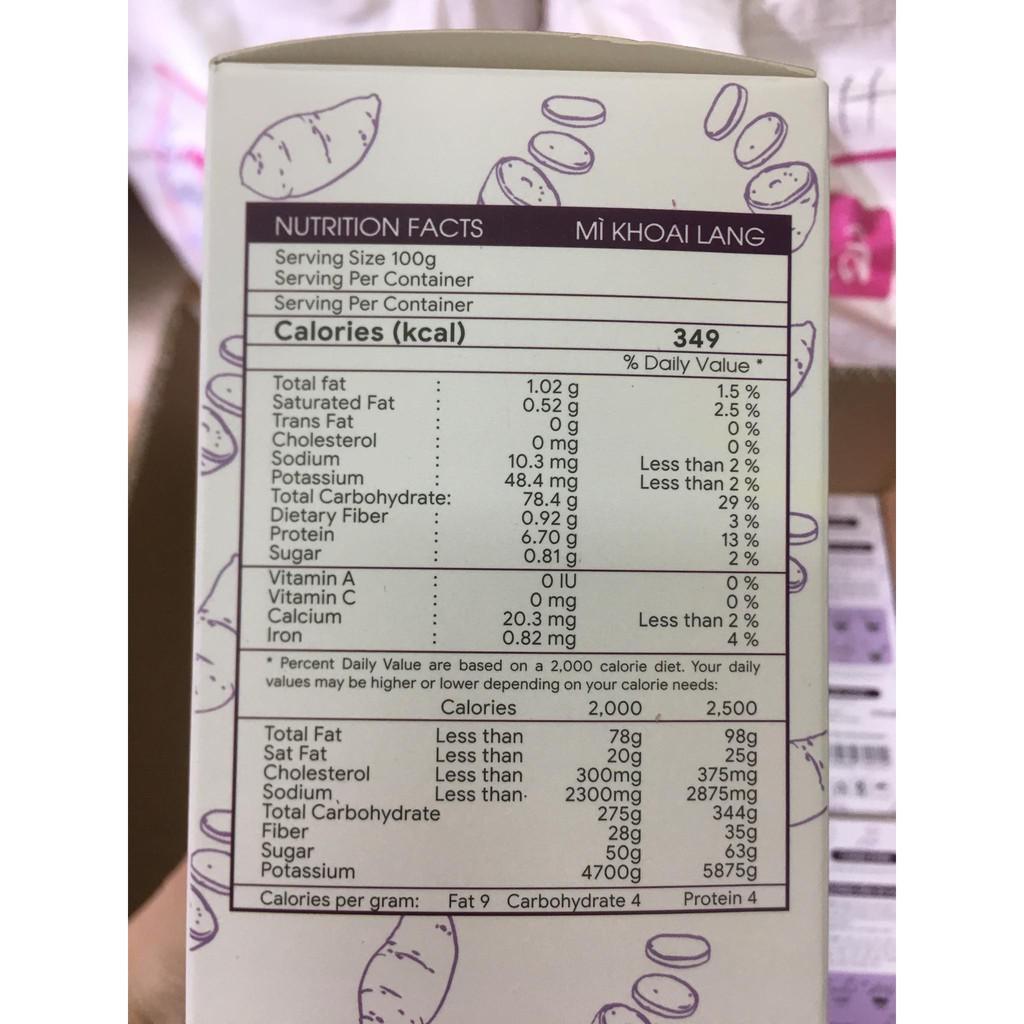 NUTRITION FACTS MÌ KHOAI LANG
Serving Size 100g
Serving Per Container
Serving Per Container
Calories (kcal) 349
% Daily Value *
Total fat : 1.02 g 1.5 %
Saturated Fat : 0.52 g 2.5 %
Trans Fat : 0 g 0 %
Cholesterol : 0 mg 0 %
Sodium : 10.3 mg Less than 2 %
Potassium : 48.4 mg Less than 2 %
Total Carbohydrate: 78.4 g 29 %
Dietary Fiber : 0.92 g 3 %
Protein : 6.70 g 13 %
Sugar : 0.81 g 2 %
Vitamin A : 0 IU 0 %
Vitamin C : 0 mg 0 %
Calcium : 20.3 mg Less than 2 %
Iron : 0.82 mg 4 %
* Percent Daily Value are based on a 2,000 calorie diet. Your daily
values may be higher or lower depending on your calorie needs:
Calories 2,000 2,500
Total Fat Less than 78g 98g
Sat Fat Less than 20g 25g
Cholesterol Less than 300mg 375mg
Sodium Less than 2300mg 2875mg
Total Carbohydrate 275g 344g
Fiber 28g 35g
Sugar 50g 63g
Potassium 4700g 5875g
Calories per gram: Fat 9 Carbohydrate 4 Protein 4